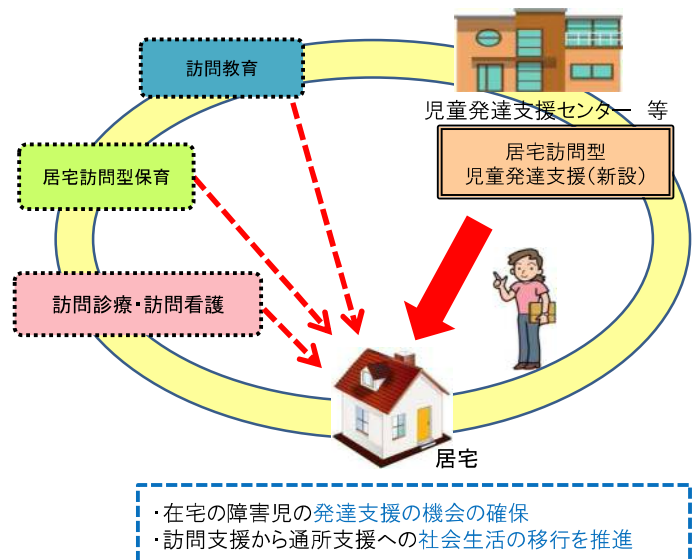 訪問教育
児童発達支援センター 等
居宅訪問型
児童発達支援(新設)
居宅訪問型保育
訪問診療・訪問看護
居宅
・在宅の障害児の発達支援の機会の確保
・訪問支援から通所支援への社会生活の移行を推進